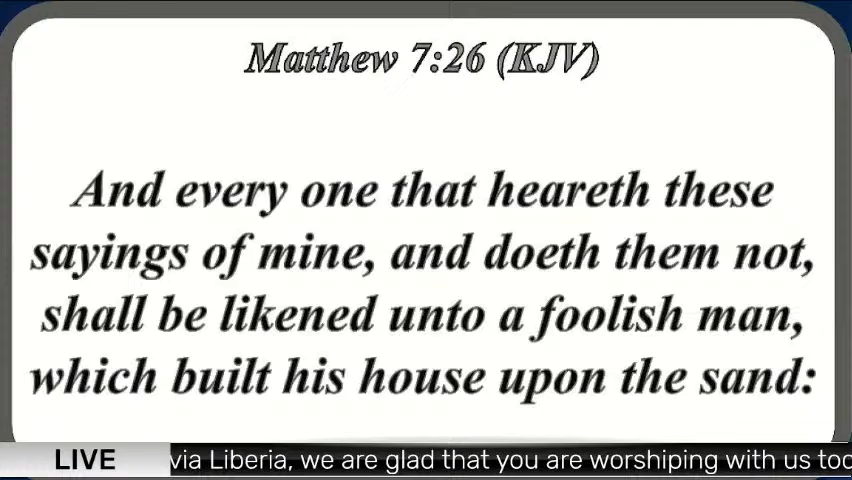 Matthew 7:26 (KJV)
And every one that heareth these
sayings of mine, and doeth them not,
shall be likened unto a foolish man,
which built his house upon the sand:
LIVE
via Liberia, we are glad that you are worshiping with us